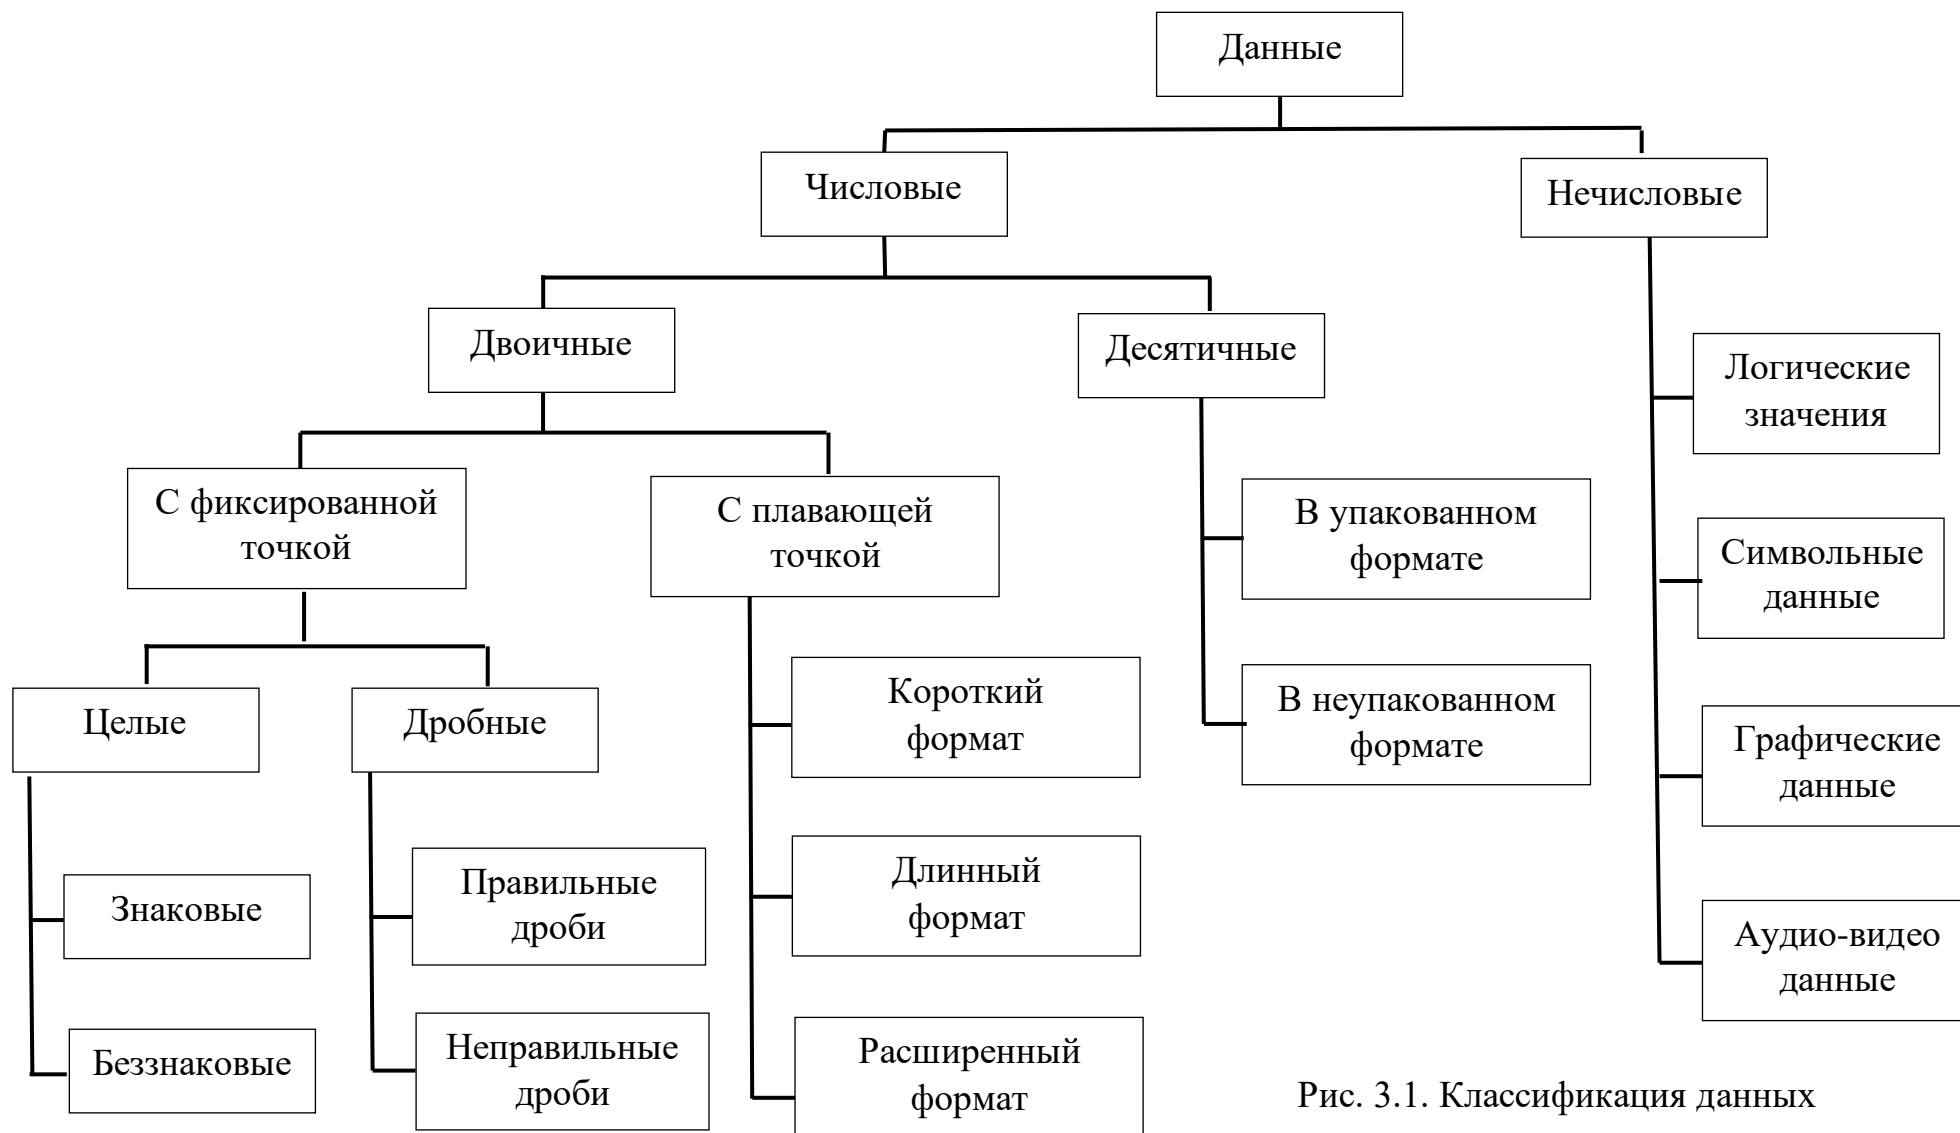 Данные
Числовые
Нечисловые
Двоичные
Десятичные
Логические
значения
С фиксированной
точкой
С плавающей
точкой
В упакованном
формате
Символьные
данные
Целые
Дробные
Короткий
формат
В неупакованном
формате
Графические
данные
Знаковые
Правильные
дроби
Длинный
формат
Аудио-видео
данные
Беззнаковые
Неправильные
дроби
Расширенный
формат
Рис. 3.1. Классификация данных